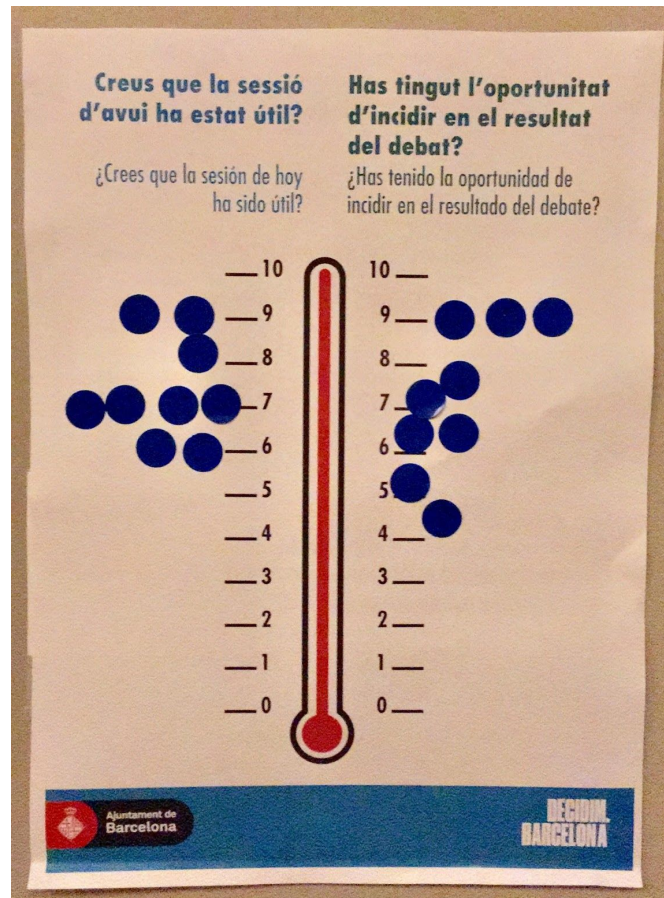 Creus que la sessió
d'avui ha estat útil?
¿Crees que la sesión de hoy
ha sido útil?
Has tingut l'oportunitat
d'incidir en el resultat
del debat?
¿Has tenido la oportunidad de
incidir en el resultado del debate?
10 10
9 9
8 8
7 7
6 6
5 5
4 4
3 3
2 2
1 1
0 0
Ajuntament de
Barcelona
DECIDIM.
BARCELONA